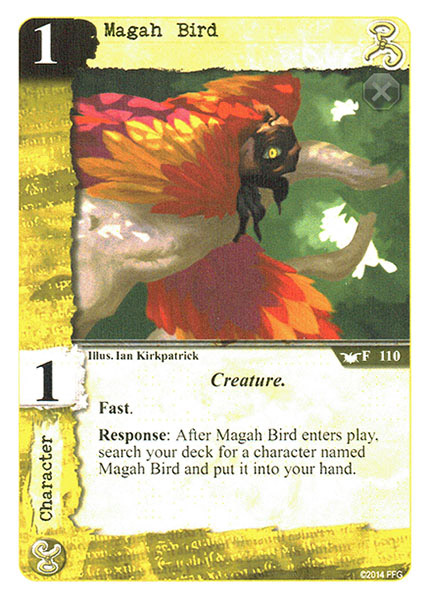 1
Magah Bird
Illus. Ian Kirkpatrick
F 110
1
Creature.
Fast.
Response: After Magah Bird enters play,
search your deck for a character named
Magah Bird and put it into your hand.
Character
©2014 FFG